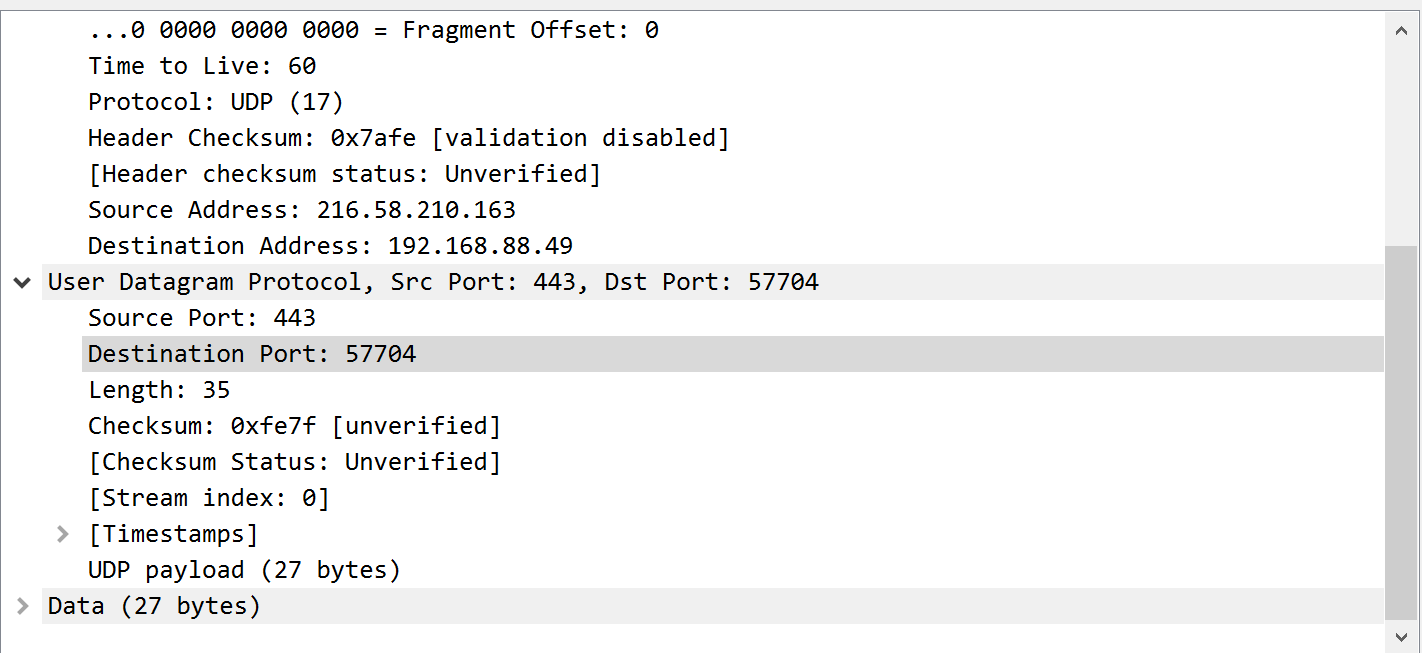 ...0 0000 0000 0000 = Fragment Offset: 0
Time to Live: 60
Protocol: UDP (17)
Header Checksum: 0x7afe [validation disabled]
[Header checksum status: Unverified]
Source Address: 216.58.210.163
Destination Address: 192.168.88.49
User Datagram Protocol, Src Port: 443, Dst Port: 57704
Source Port: 443
Destination Port: 57704
Length: 35
Checksum: 0xfe7f [unverified]
[Checksum Status: Unverified]
[Stream index: 0]
[Timestamps]
UDP payload (27 bytes)
Data (27 bytes)